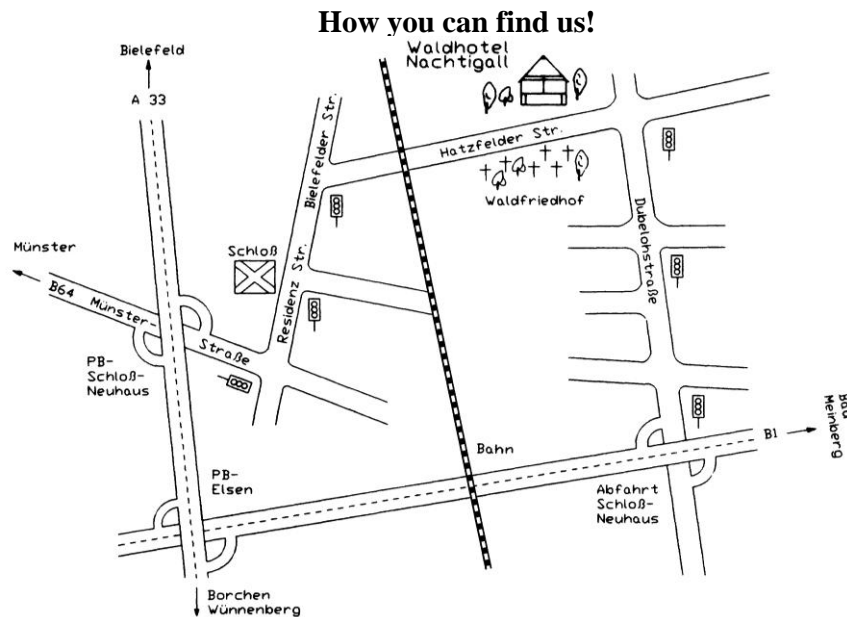 How you can find us!
Waldhotel
Nachtigall
Bielefeld
A 33
Bielefelder Str.
Hatzfelder Str.
Waldfriedhof
Dubelohstraße
Münster
B64 Münster-
Straße
Schloß
Residenz Str.
PB-
Schloß-
Neuhaus
PB-
Elsen
Bahn
Abfahrt
Schloß-
Neuhaus
B1
Bad
Meinberg
Borchen
Wünnenberg